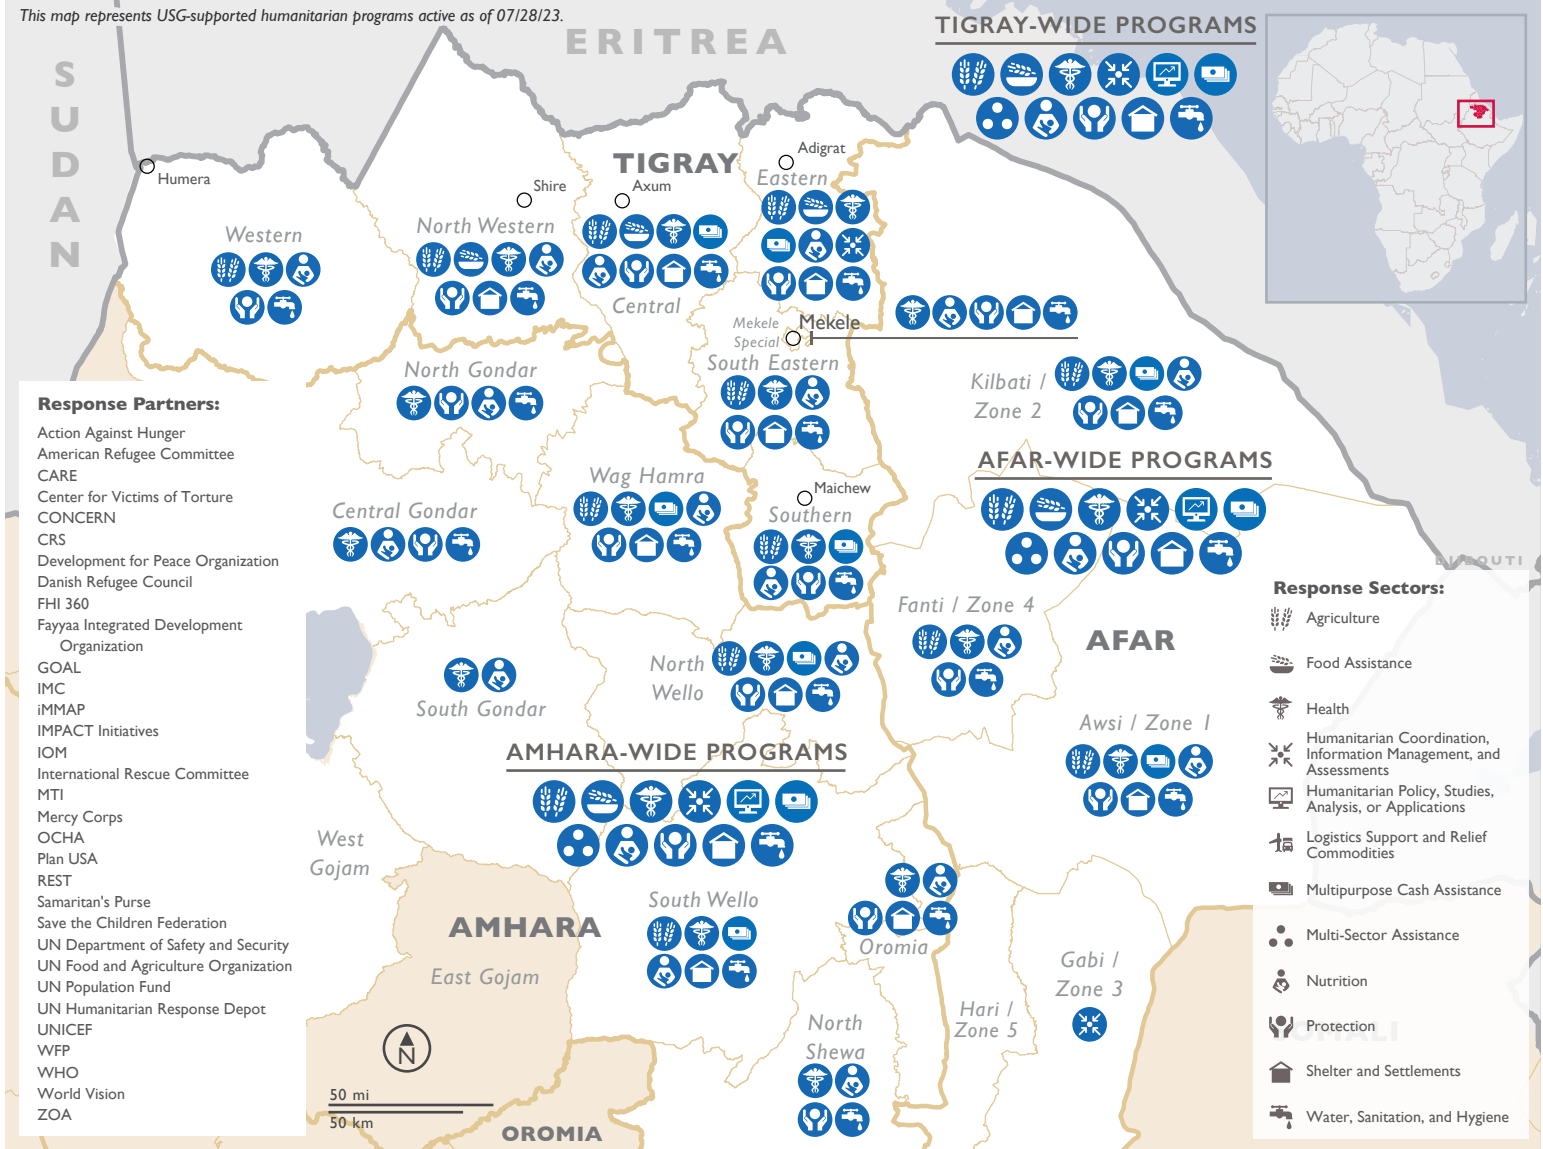 This map represents USG-supported humanitarian programs active as of 07/28/23.
ERITREA
SUDAN
TIGRAY-WIDE PROGRAMS
TIGRAY
Humera
Shire
Axum
Adigrat
Western
North Western
Central
Eastern
Mekele
Special
Mekele
South Eastern
North Gondar
Kilbati /
Zone 2
AFAR-WIDE PROGRAMS
Wag Hamra
Maichew
Southern
Central Gondar
Fanti / Zone 4
AFAR
North
Wello
South Gondar
Awsi / Zone 1
AMHARA-WIDE PROGRAMS
West
Gojam
South Wello
AMHARA
East Gojam
Oromia
Gabi /
Zone 3
Hari /
Zone 5
North
Shewa
N
50 mi
50 km
OROMIA
Response Partners:
Action Against Hunger
American Refugee Committee
CARE
Center for Victims of Torture
CONCERN
CRS
Development for Peace Organization
Danish Refugee Council
FHI 360
Fayyaa Integrated Development
Organization
GOAL
IMC
iMMAP
IMPACT Initiatives
IOM
International Rescue Committee
MTI
Mercy Corps
OCHA
Plan USA
REST
Samaritan's Purse
Save the Children Federation
UN Department of Safety and Security
UN Food and Agriculture Organization
UN Population Fund
UN Humanitarian Response Depot
UNICEF
WFP
WHO
World Vision
ZOA
DJIBOUTI
Response Sectors:
Agriculture
Food Assistance
Health
Humanitarian Coordination,
Information Management, and
Assessments
Humanitarian Policy, Studies,
Analysis, or Applications
Logistics Support and Relief
Commodities
Multipurpose Cash Assistance
Multi-Sector Assistance
Nutrition
Protection
SOMALI
Shelter and Settlements
Water, Sanitation, and Hygiene